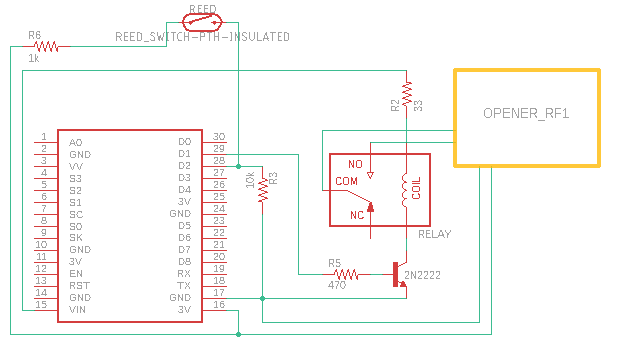 REED
R6
REED_SWITCH-PTH-INSULATED
1k
R2
33
OPENER_RF1
1 A0 D0 30
2 GND D1 29
3 VV D2 28
4 S3 D3 27
5 S2 D4 26
6 S1 3V 25
7 SC GND 24
8 S0 D5 23
9 SK D6 22
10 GND D7 21
11 3V D8 20
12 EN RX 19
13 RST TX 18
14 GND GND 17
15 VIN 3V 16
10k
R3
NO
COM
COIL
NC
RELAY
R5
470
2N2222